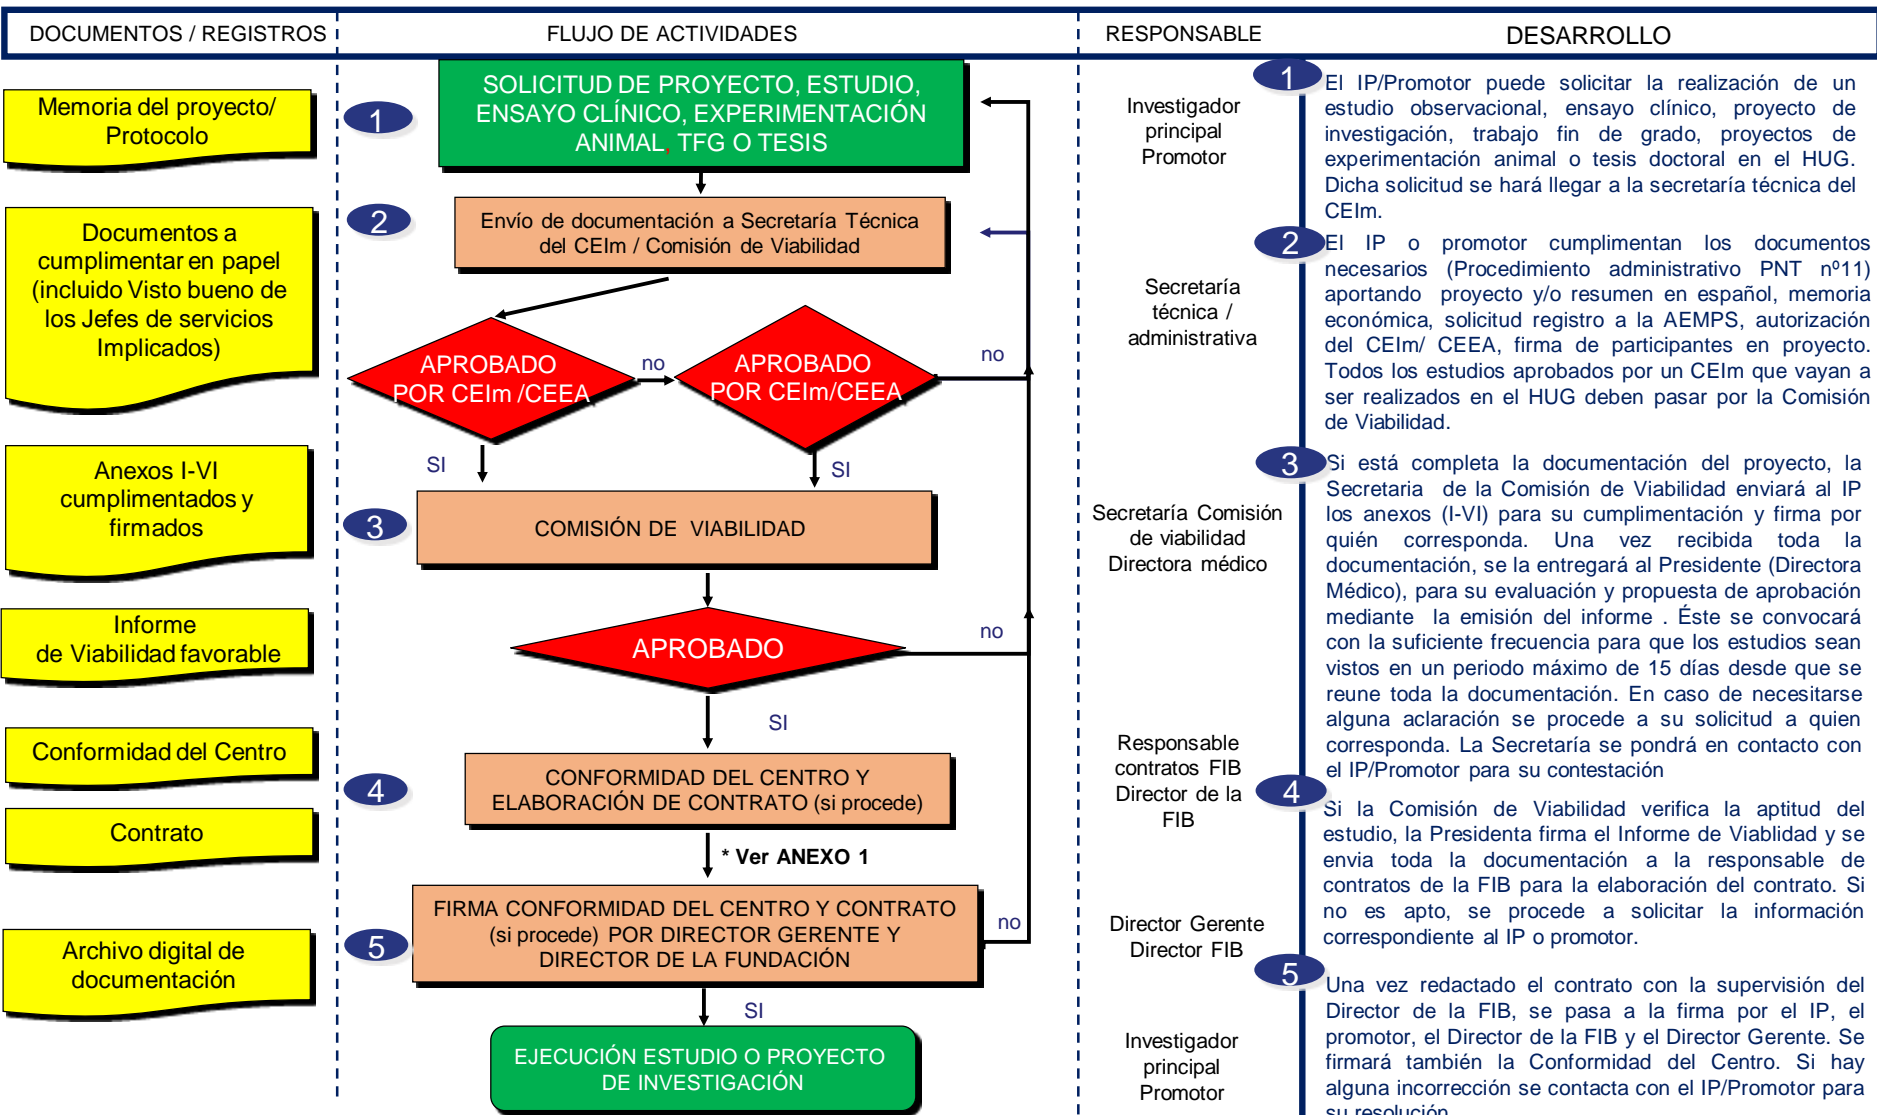 DOCUMENTOS / REGISTROS
FLUJO DE ACTIVIDADES
RESPONSABLE
DESARROLLO
Memoria del proyecto/
Protocolo
Documentos a
cumplimentar en papel
(incluido Visto bueno de
los Jefes de servicios
Implicados)
Anexos I-VI
cumplimentados y
firmados
Informe
de Viabilidad favorable
Conformidad del Centro
Contrato
Archivo digital de
documentación
1
SOLICITUD DE PROYECTO, ESTUDIO,
ENSAYO CLÍNICO, EXPERIMENTACIÓN
ANIMAL, TFG O TESIS
2
Envío de documentación a Secretaría Técnica
del CEIm / Comisión de Viabilidad
APROBADO
POR CEIm /CEEA
no
APROBADO
POR CEIm/CEEA
no
SI
SI
3
COMISIÓN DE VIABILIDAD
APROBADO
no
SI
4
CONFORMIDAD DEL CENTRO Y
ELABORACIÓN DE CONTRATO (si procede)
* Ver ANEXO 1
5
FIRMA CONFORMIDAD DEL CENTRO Y CONTRATO
(si procede) POR DIRECTOR GERENTE Y
DIRECTOR DE LA FUNDACIÓN
no
SI
EJECUCIÓN ESTUDIO O PROYECTO
DE INVESTIGACIÓN
Investigador
principal
Promotor
Secretaría
técnica /
administrativa
Secretaría Comisión
de viabilidad
Directora médico
Responsable
contratos FIB
Director de la
FIB
Director Gerente
Director FIB
Investigador
principal
Promotor
1
El IP/Promotor puede solicitar la realización de un
estudio observacional, ensayo clínico, proyecto de
investigación, trabajo fin de grado, proyectos de
experimentación animal o tesis doctoral en el HUG.
Dicha solicitud se hará llegar a la secretaría técnica del
CEIm.
2
El IP o promotor cumplimentan los documentos
necesarios (Procedimiento administrativo PNT nº11)
aportando proyecto y/o resumen en español, memoria
económica, solicitud registro a la AEMPS, autorización
del CEIm/ CEEA, firma de participantes en proyecto.
Todos los estudios aprobados por un CEIm que vayan a
ser realizados en el HUG deben pasar por la Comisión
de Viabilidad.
3
Si está completa la documentación del proyecto, la
Secretaria de la Comisión de Viabilidad enviará al IP
los anexos (I-VI) para su cumplimentación y firma por
quién corresponda. Una vez recibida toda la
documentación, se la entregará al Presidente (Directora
Médico), para su evaluación y propuesta de aprobación
mediante la emisión del informe . Éste se convocará
con la suficiente frecuencia para que los estudios sean
vistos en un periodo máximo de 15 días desde que se
reune toda la documentación. En caso de necesitarse
alguna aclaración se procede a su solicitud a quien
corresponda. La Secretaría se pondrá en contacto con
el IP/Promotor para su contestación
4
Si la Comisión de Viabilidad verifica la aptitud del
estudio, la Presidenta firma el Informe de Viablidad y se
envia toda la documentación a la responsable de
contratos de la FIB para la elaboración del contrato. Si
no es apto, se procede a solicitar la información
correspondiente al IP o promotor.
5
Una vez redactado el contrato con la supervisión del
Director de la FIB, se pasa a la firma por el IP, el
promotor, el Director de la FIB y el Director Gerente. Se
firmará también la Conformidad del Centro. Si hay
alguna incorrección se contacta con el IP/Promotor para
su resolución